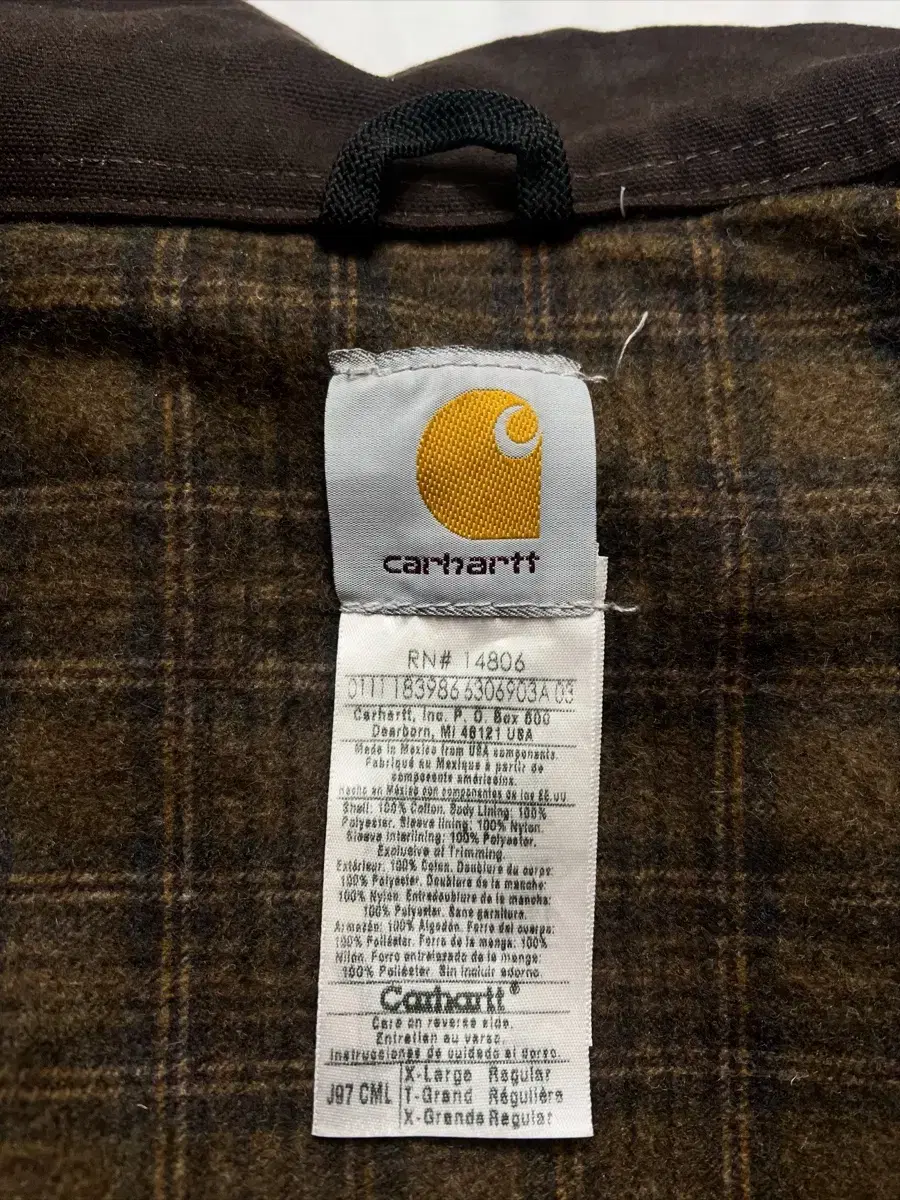 carhartt
RN# 14806
01111839866306903A 03
Carhartt, Inc. P. O. Box 600
Dearborn, MI 48121 USA
Made in Mexico from USA components.
Fabriqué au Mexique à partir de
composants américains.
Hecho en México con componentes de los EE.UU
Shell: 100% Cotton. Body Lining: 100%
Polyester. Sleeve lining: 100% Nylon.
Sleeve interlining: 100% Polyester.
Exclusive of Trimming.
Extérieur: 100% Coton. Doublure du corps:
100% Polyester. Doublure de la manche:
100% Nylon. Entredoublure de la manche:
100% Polyester. Sans garniture.
Armazón: 100% Algodón. Forro del cuerpo:
100% Poliéster. Forro de la manga: 100%
Nilón. Forro entrelazado de la manga:
100% Poliéster. Sin incluir adorno.
Carhartt®
Care on reverse side.
Entretien au verso.
Instrucciones de cuidado al dorso.
J97 CML
X-Large Regular
T-Grand Régulière
X-Grande Regular